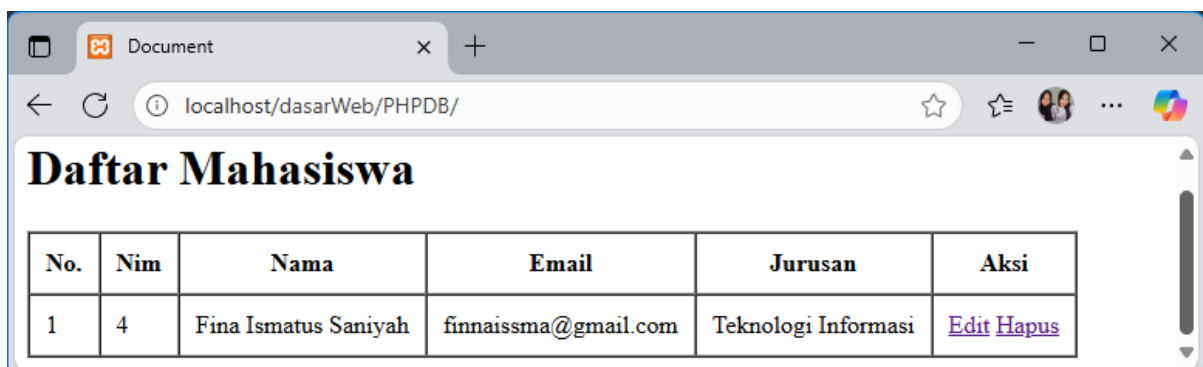 Document
localhost/dasarWeb/PHPDB/
Daftar Mahasiswa
No. Nim Nama Email Jurusan Aksi
1 4 Fina Ismatus Saniyah finnaissma@gmail.com Teknologi Informasi Edit Hapus